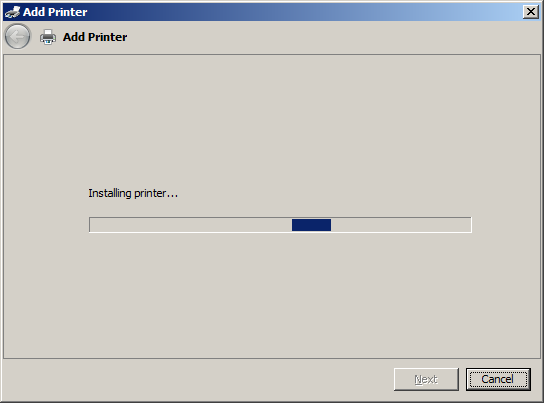 Add Printer
Add Printer
Installing printer...
Next
Cancel